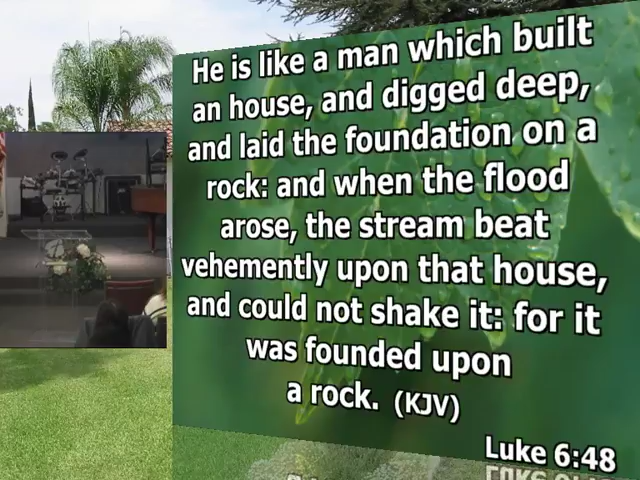 He is like a man which built
an house, and digged deep,
and laid the foundation on a
rock: and when the flood
arose, the stream beat
vehemently upon that house,
and could not shake it: for it
was founded upon
a rock. (KJV)
Luke 6:48